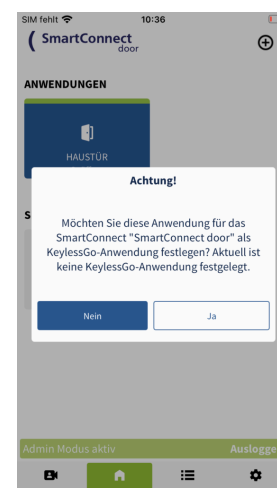 SIM fehlt 10:36
SmartConnect
door
ANWENDUNGEN
HAUSTÜR
Achtung!
S
Möchten Sie diese Anwendung für das
SmartConnect "SmartConnect door" als
KeylessGo-Anwendung festlegen? Aktuell ist
keine KeylessGo-Anwendung festgelegt.
Nein Ja
Admin Modus aktiv Auslogge